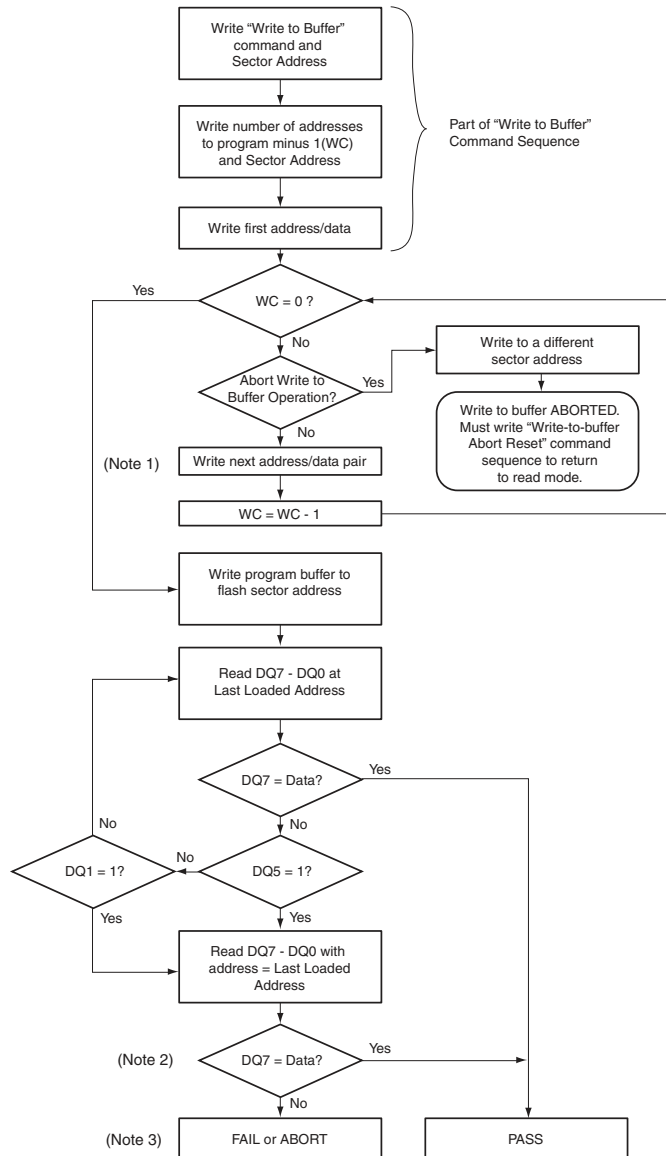 Write “Write to Buffer”
command and
Sector Address
Write number of addresses
to program minus 1(WC)
and Sector Address
Part of “Write to Buffer”
Command Sequence
Write first address/data
Yes
WC = 0 ?
No
Write to a different
sector address
Abort Write to
Buffer Operation?
Yes
No
Write to buffer ABORTED.
Must write “Write-to-buffer
Abort Reset” command
sequence to return
to read mode.
(Note 1)
Write next address/data pair
WC = WC - 1
Write program buffer to
flash sector address
Read DQ7 - DQ0 at
Last Loaded Address
DQ7 = Data?
Yes
No
No
DQ1 = 1?
No
DQ5 = 1?
Yes
Yes
Read DQ7 - DQ0 with
address = Last Loaded
Address
(Note 2)
DQ7 = Data?
Yes
No
(Note 3)
FAIL or ABORT
PASS